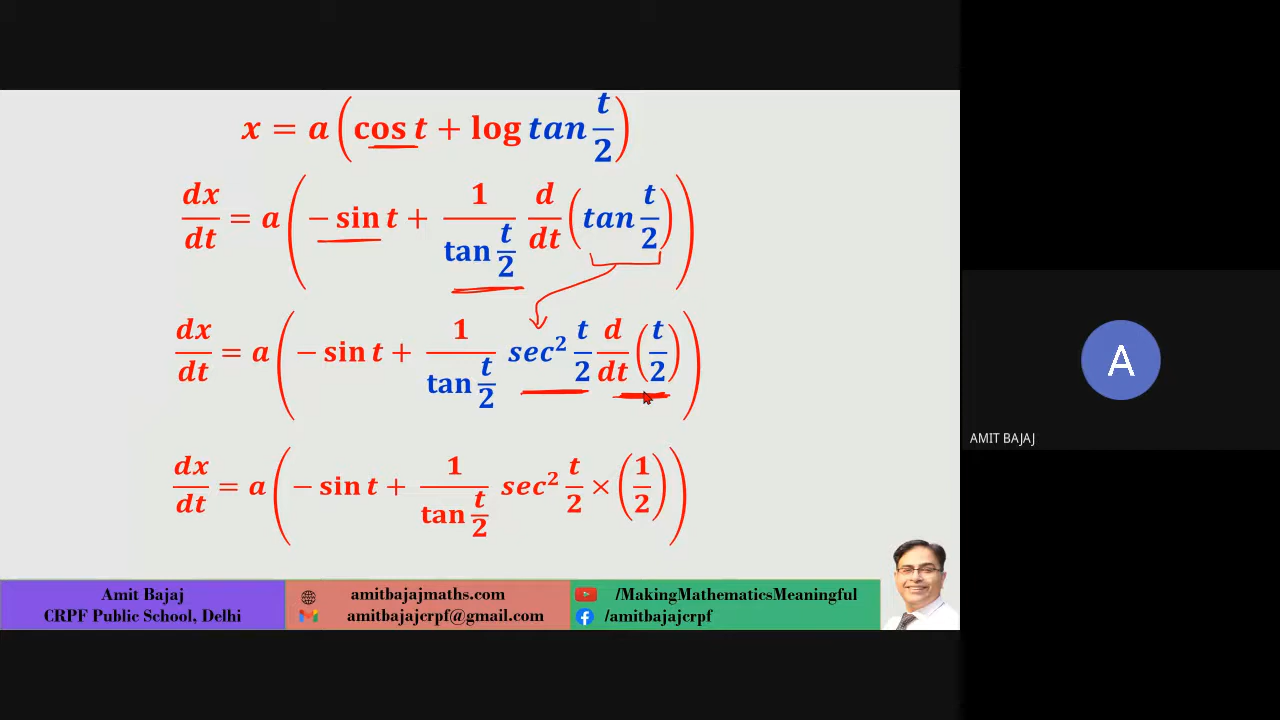 x = a(cos t + log tan t/2)
dx/dt = a(− sin t + 1/(tan t/2) d/dt (tan t/2))
dx/dt = a(− sin t + 1/(tan t/2) sec² t/2 d/dt (t/2))
dx/dt = a(− sin t + 1/(tan t/2) sec² t/2 × (1/2))
A
AMIT BAJAJ
Amit Bajaj
CRPF Public School, Delhi
amitbajajmaths.com
amitbajajcrpf@gmail.com
/MakingMathematicsMeaningful
/amitbajajcrpf